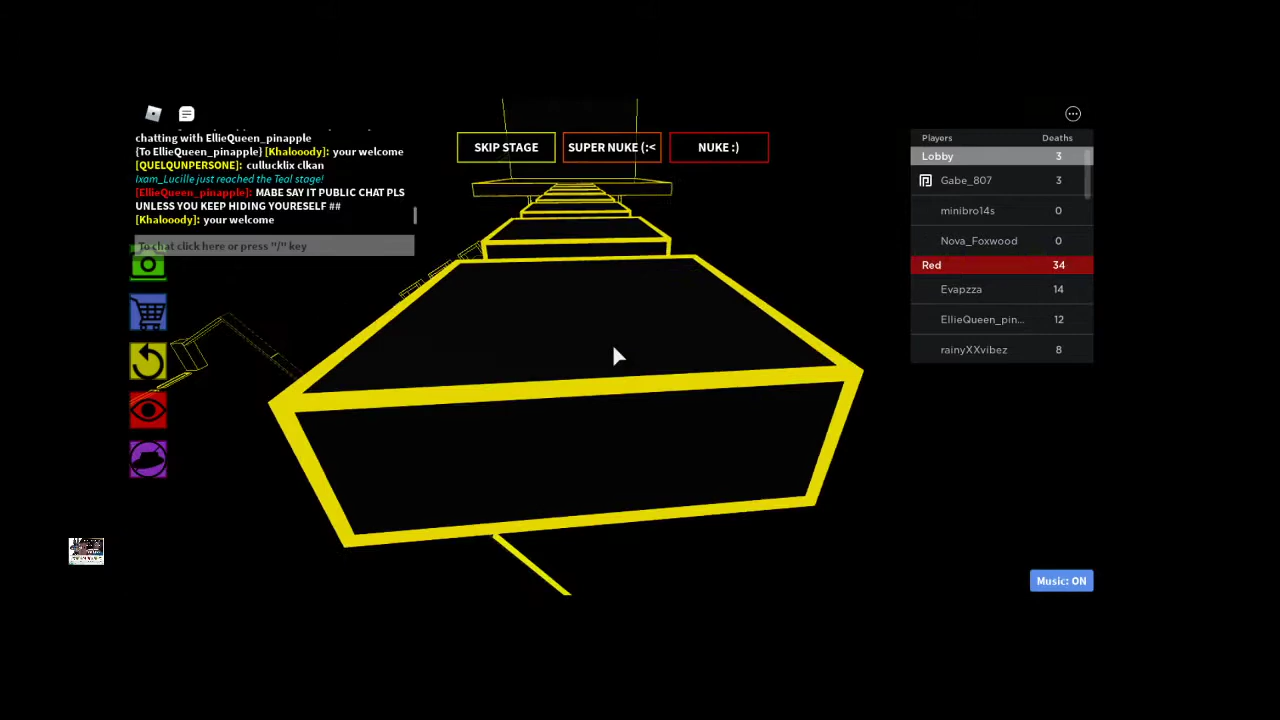 chatting with EllieQueen_pinapple
{To EllieQueen_pinapple} [Khalooody]: your welcome
[QUELQUNPERSONE]: cullucklix clkan
Ixam_Lucille just reached the Teal stage!
[EllieQueen_pinapple]: MABE SAY IT PUBLIC CHAT PLS
UNLESS YOU KEEP HIDING YOURESELF ##
[Khalooody]: your welcome
To chat click here or press "/" key
SKIP STAGE
SUPER NUKE (:<
NUKE :)
Players Deaths
Lobby 3
Gabe_807 3
minibro14s 0
Nova_Foxwood 0
Red 34
Evapzza 14
EllieQueen_pin... 12
rainyXXvibez 8
Music: ON